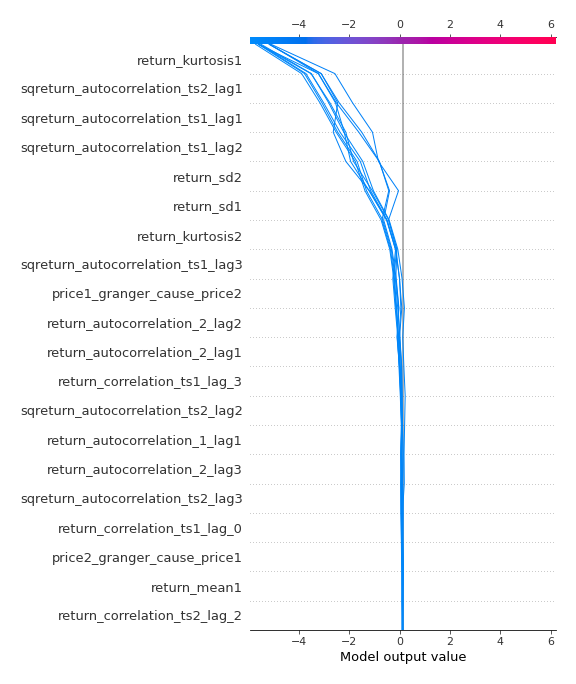 −4 −2 0 2 4 6
return_kurtosis1
sqreturn_autocorrelation_ts2_lag1
sqreturn_autocorrelation_ts1_lag1
sqreturn_autocorrelation_ts1_lag2
return_sd2
return_sd1
return_kurtosis2
sqreturn_autocorrelation_ts1_lag3
price1_granger_cause_price2
return_autocorrelation_2_lag2
return_autocorrelation_2_lag1
return_correlation_ts1_lag_3
sqreturn_autocorrelation_ts2_lag2
return_autocorrelation_1_lag1
return_autocorrelation_2_lag3
sqreturn_autocorrelation_ts2_lag3
return_correlation_ts1_lag_0
price2_granger_cause_price1
return_mean1
return_correlation_ts2_lag_2
−4 −2 0 2 4 6
Model output value